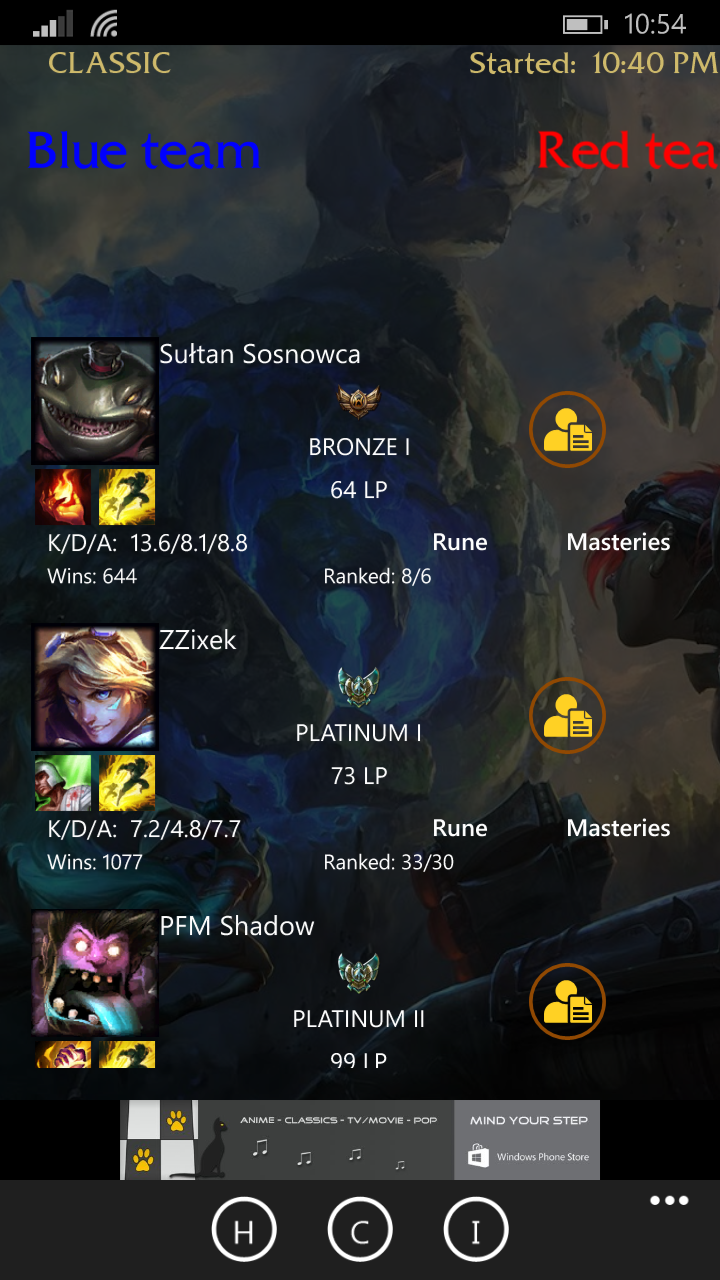 10:54
CLASSIC Started: 10:40 PM
Blue team Red tea
Sułtan Sosnowca
BRONZE I
64 LP
K/D/A: 13.6/8.1/8.8 Rune Masteries
Wins: 644 Ranked: 8/6
ZZixek
PLATINUM I
73 LP
K/D/A: 7.2/4.8/7.7 Rune Masteries
Wins: 1077 Ranked: 33/30
PFM Shadow
PLATINUM II
99 LP
ANIME - CLASSICS - TV/MOVIE - POP MIND YOUR STEP
Windows Phone Store
H C I